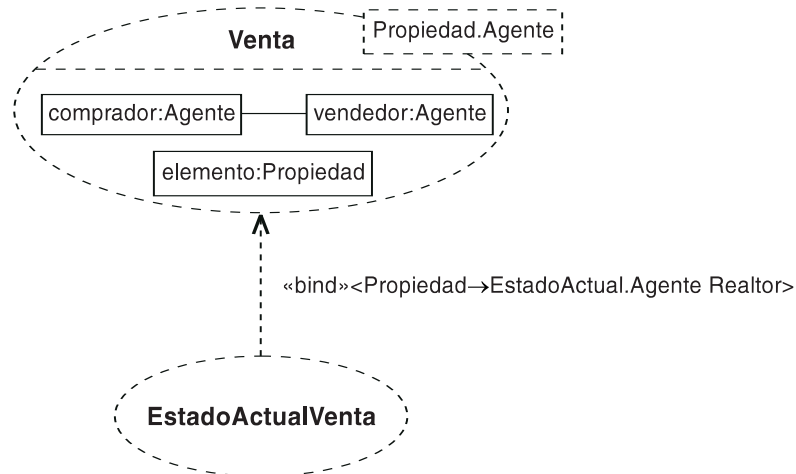 Propiedad.Agente
Venta
comprador:Agente
vendedor:Agente
elemento:Propiedad
«bind»<Propiedad→EstadoActual.Agente Realtor>
EstadoActualVenta